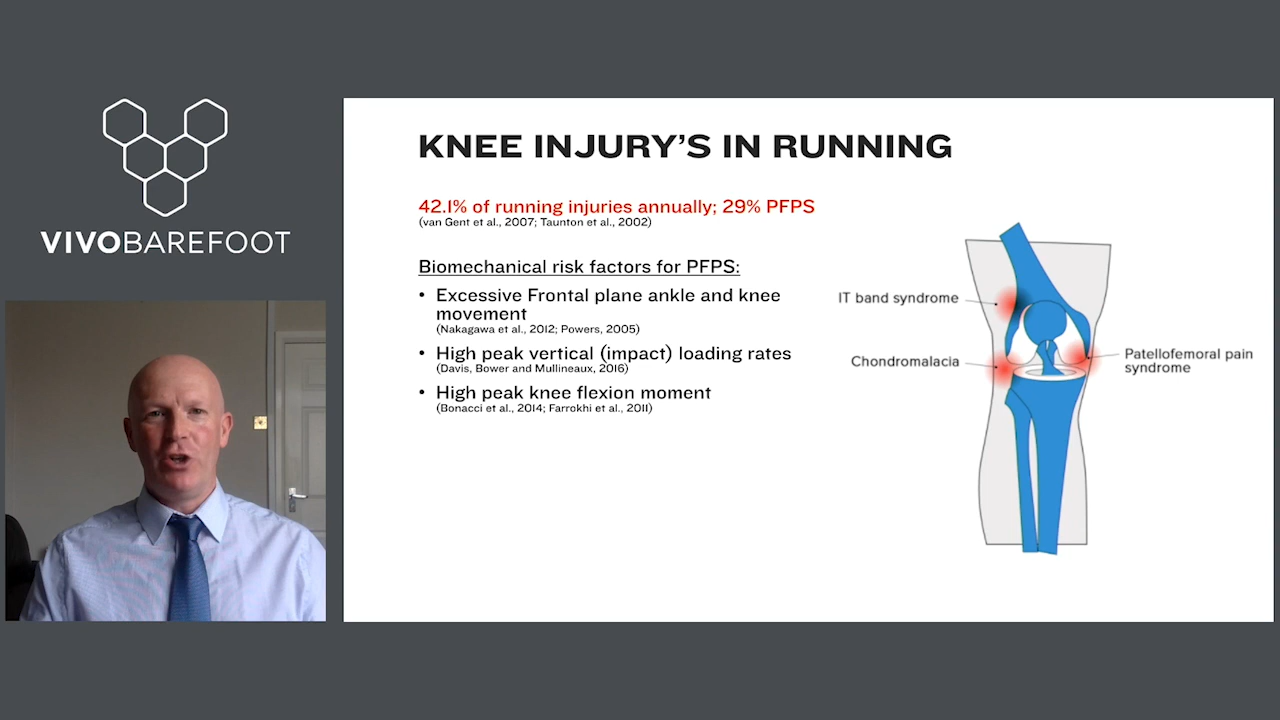 VIVOBAREFOOT
KNEE INJURY’S IN RUNNING
42.1% of running injuries annually; 29% PFPS
(van Gent et al., 2007; Taunton et al., 2002)
Biomechanical risk factors for PFPS:
• Excessive Frontal plane ankle and knee
movement
(Nakagawa et al., 2012; Powers, 2005)
• High peak vertical (impact) loading rates
(Davis, Bower and Mullineaux, 2016)
• High peak knee flexion moment
(Bonacci et al., 2014; Farrokhi et al., 2011)
IT band syndrome
Chondromalacia
Patellofemoral pain
syndrome